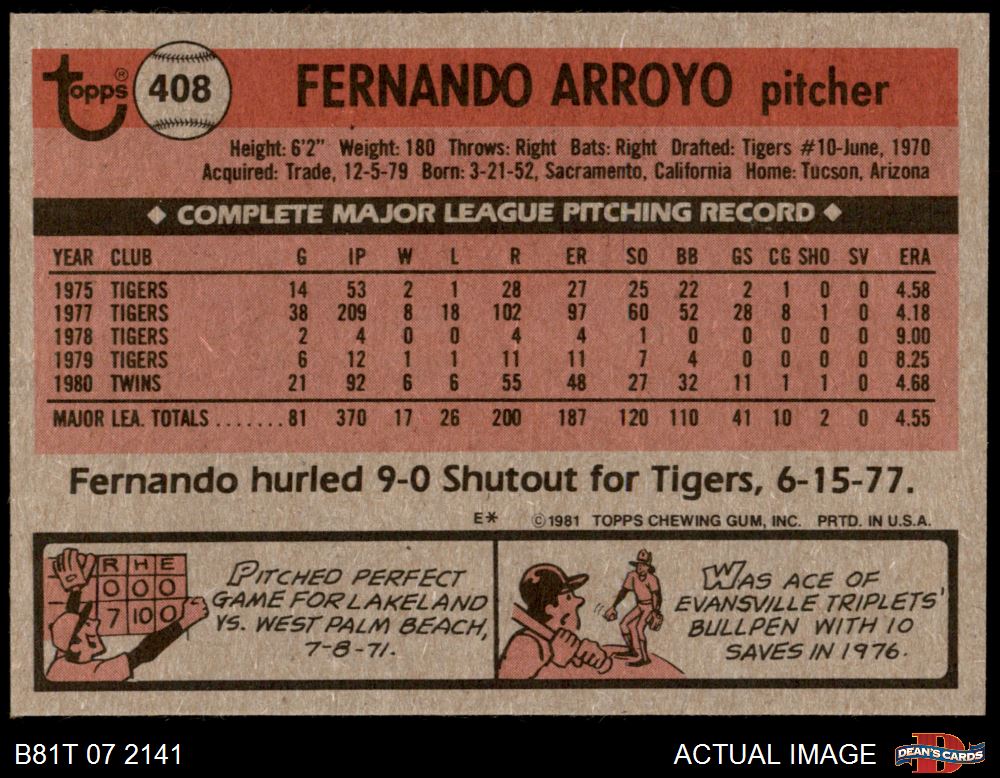 topps® 408 FERNANDO ARROYO pitcher
Height: 6'2" Weight: 180 Throws: Right Bats: Right Drafted: Tigers #10-June, 1970
Acquired: Trade, 12-5-79 Born: 3-21-52, Sacramento, California Home: Tucson, Arizona
◆ COMPLETE MAJOR LEAGUE PITCHING RECORD ◆
YEAR CLUB G IP W L R ER SO BB GS CG SHO SV ERA
1975 TIGERS 14 53 2 1 28 27 25 22 2 1 0 0 4.58
1977 TIGERS 38 209 8 18 102 97 60 52 28 8 1 0 4.18
1978 TIGERS 2 4 0 0 4 4 1 0 0 0 0 0 9.00
1979 TIGERS 6 12 1 1 11 11 7 4 0 0 0 0 8.25
1980 TWINS 21 92 6 6 55 48 27 32 11 1 1 0 4.68
MAJOR LEA. TOTALS .......81 370 17 26 200 187 120 110 41 10 2 0 4.55
Fernando hurled 9-0 Shutout for Tigers, 6-15-77.
E* ©1981 TOPPS CHEWING GUM, INC. PRTD. IN U.S.A.
R H E
0 0 0
7 10 0
PITCHED PERFECT
GAME FOR LAKELAND
VS. WEST PALM BEACH,
7-8-71.
WAS ACE OF
EVANSVILLE TRIPLETS'
BULLPEN WITH 10
SAVES IN 1976.
B81T 07 2141 ACTUAL IMAGE DEAN'S CARDS